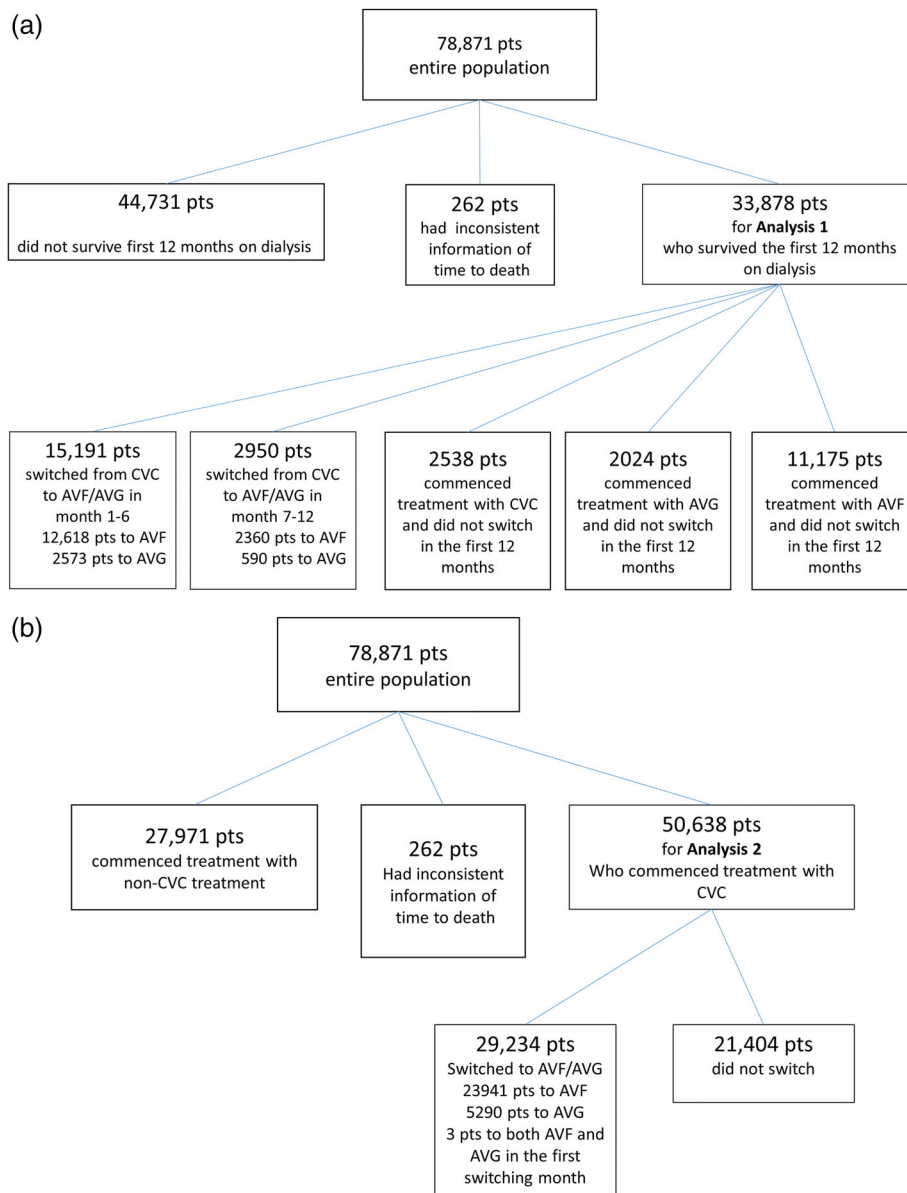 (a)
78,871 pts
entire population
44,731 pts
did not survive first 12 months on dialysis
262 pts
had inconsistent
information of
time to death
33,878 pts
for Analysis 1
who survived the first 12 months
on dialysis
15,191 pts
switched from CVC
to AVF/AVG in
month 1-6
12,618 pts to AVF
2573 pts to AVG
2950 pts
switched from CVC
to AVF/AVG in
month 7-12
2360 pts to AVF
590 pts to AVG
2538 pts
commenced
treatment with CVC
and did not switch
in the first 12
months
2024 pts
commenced
treatment with AVG
and did not switch
in the first 12
months
11,175 pts
commenced
treatment with AVF
and did not switch
in the first 12
months
(b)
78,871 pts
entire population
27,971 pts
commenced treatment with
non-CVC treatment
262 pts
Had inconsistent
information of
time to death
50,638 pts
for Analysis 2
Who commenced treatment with
CVC
29,234 pts
Switched to AVF/AVG
23941 pts to AVF
5290 pts to AVG
3 pts to both AVF and
AVG in the first
switching month
21,404 pts
did not switch